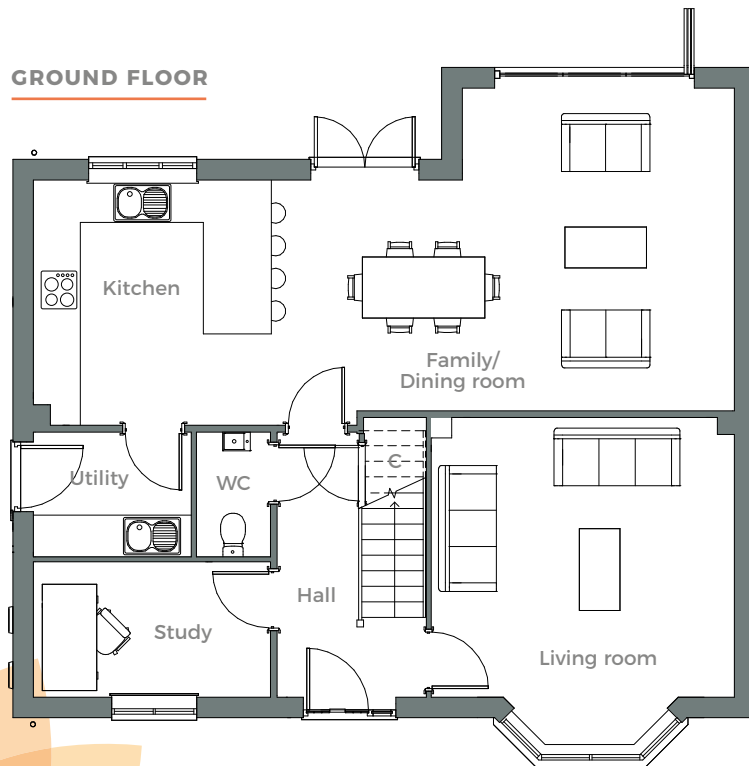 GROUND FLOOR
Kitchen
Family/
Dining room
C
Utility
WC
Hall
Study
Living room